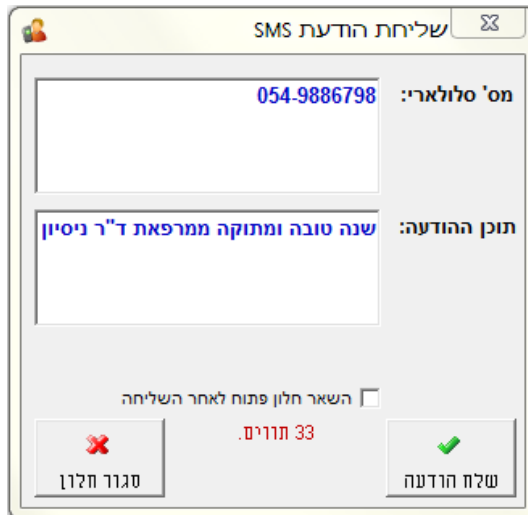 שליחת הודעת SMS
מס' סלולארי:
054-9886798
תוכן ההודעה:
שנה טובה ומתוקה ממרפאת ד"ר ניסיון
השאר חלון פתוח לאחר השליחה
33 תווים.
שלח הודעה
סגור חלון